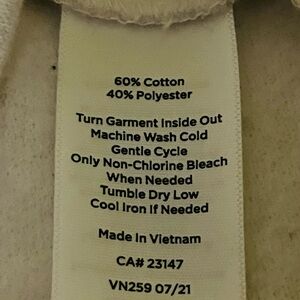 60% Cotton
40% Polyester
Turn Garment Inside Out
Machine Wash Cold
Gentle Cycle
Only Non-Chlorine Bleach
When Needed
Tumble Dry Low
Cool Iron If Needed
Made In Vietnam
CA# 23147
VN259 07/21